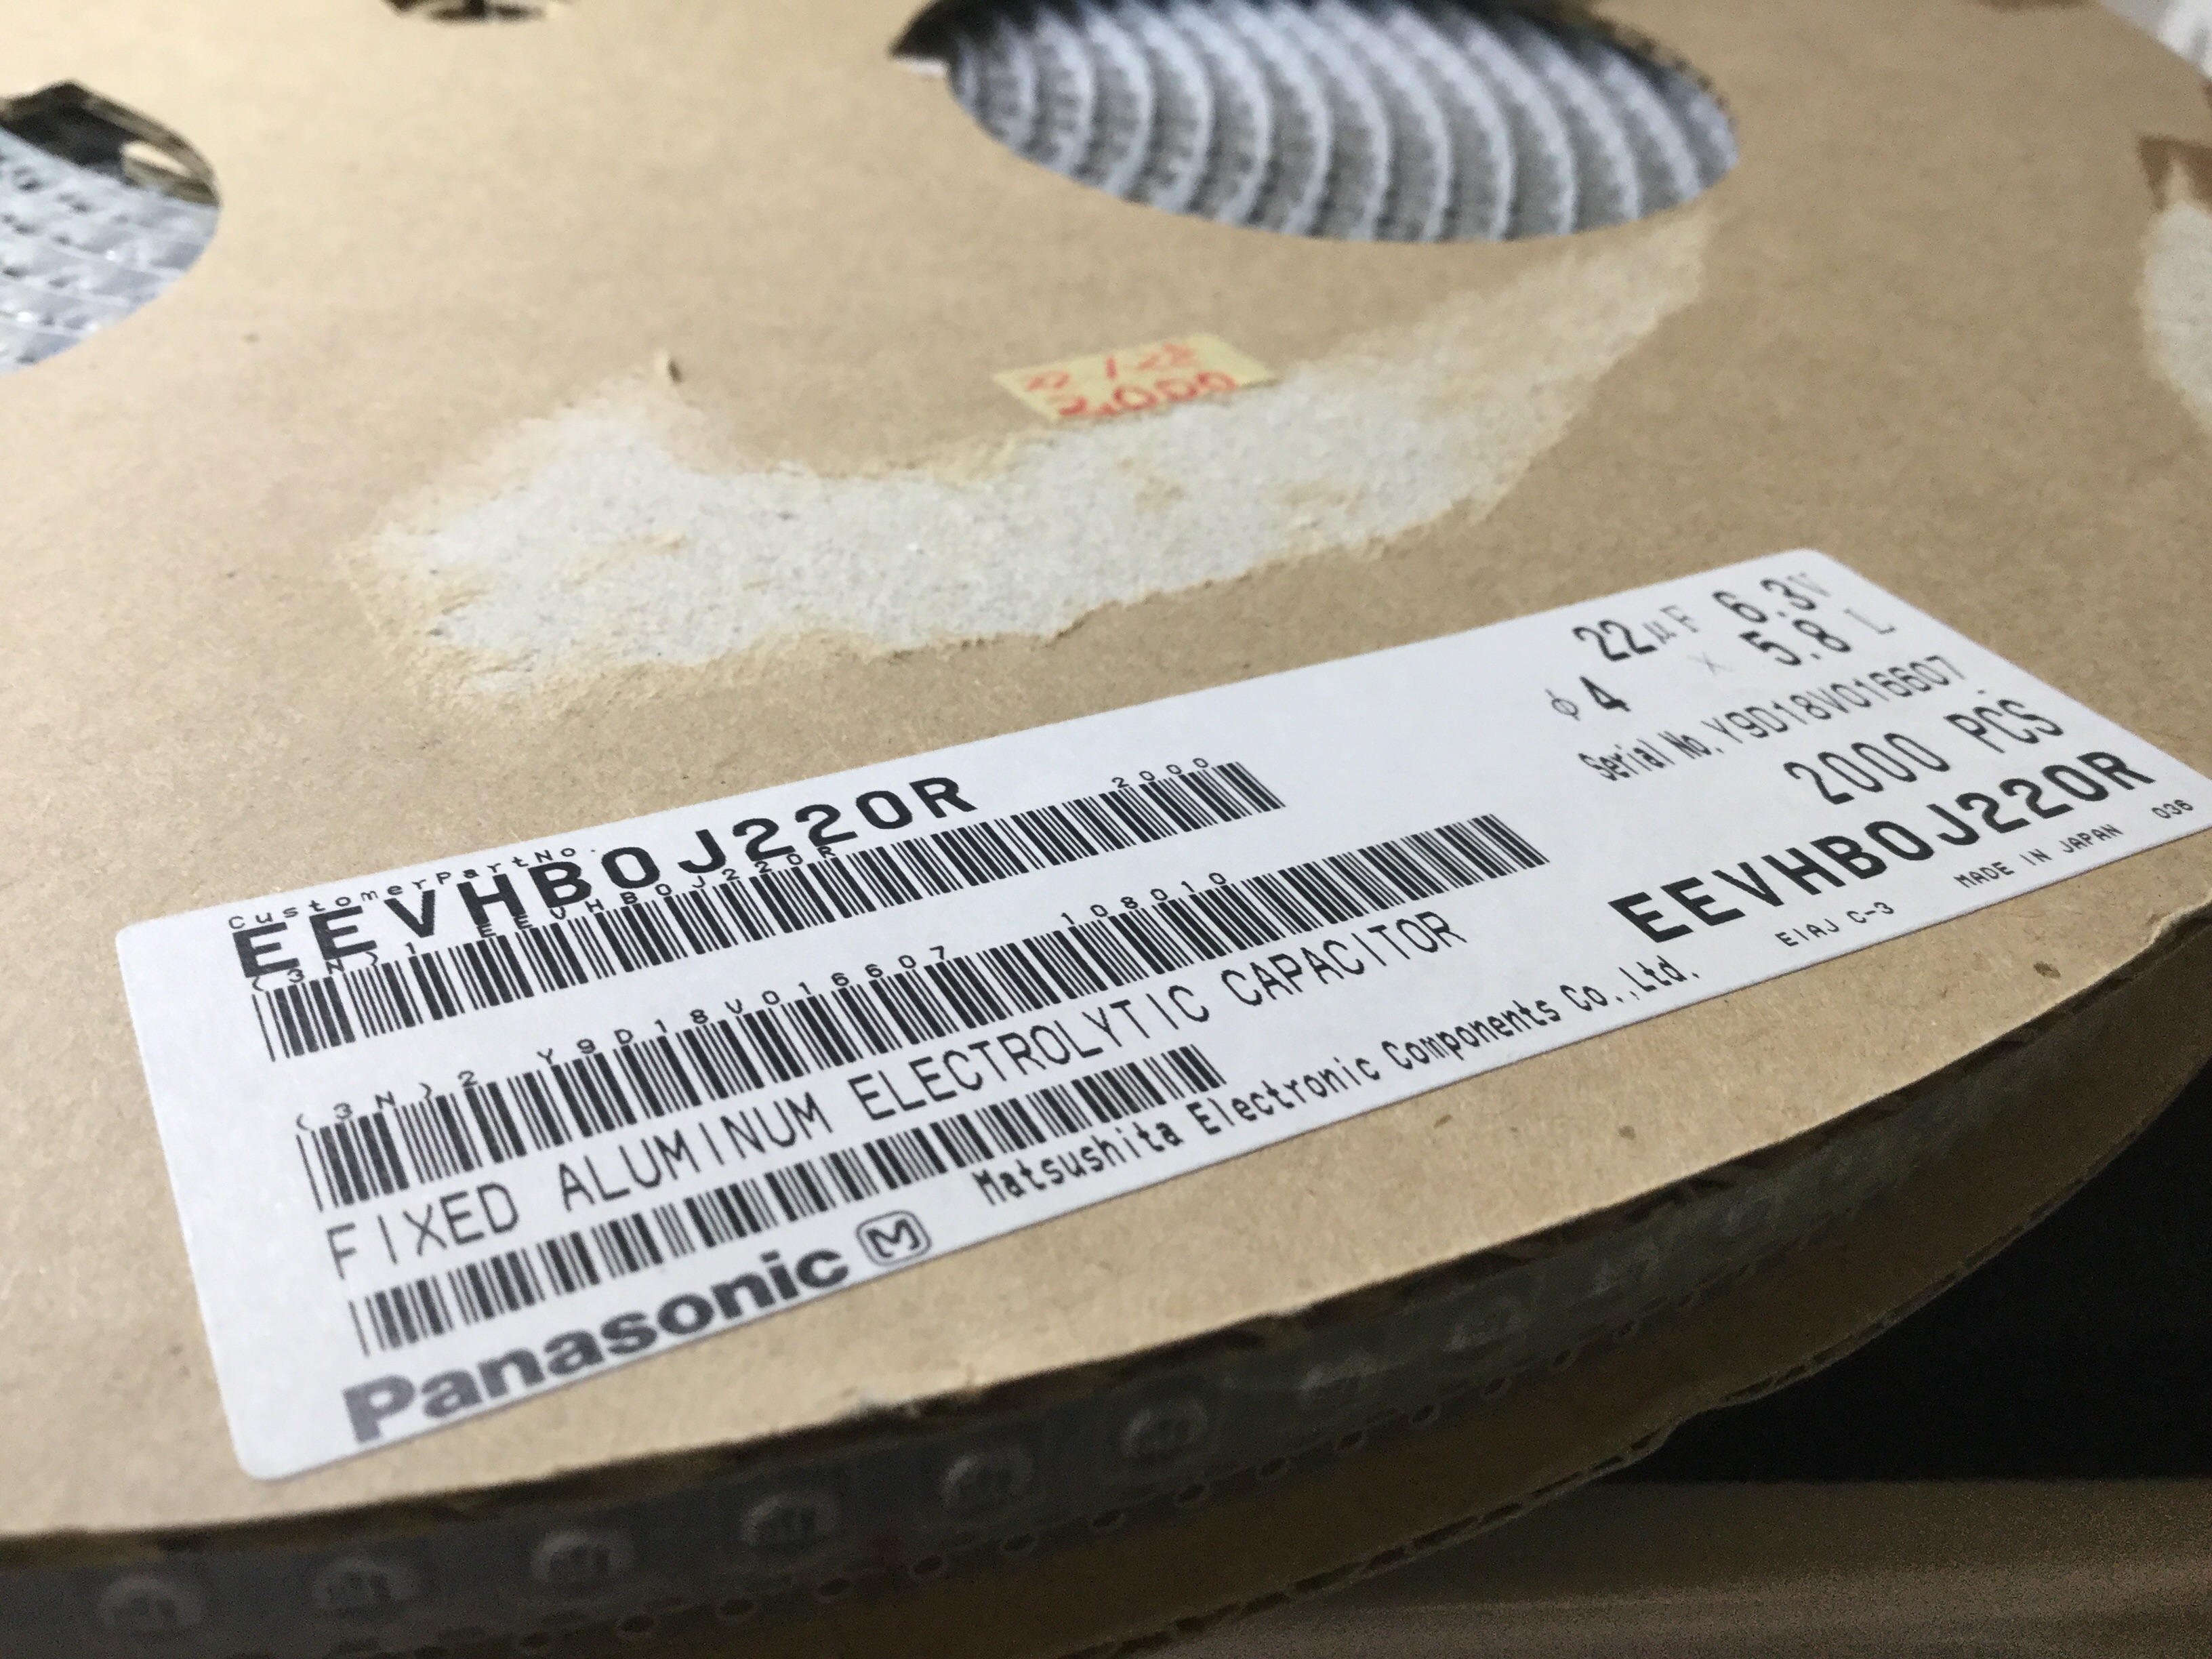 2,000
CustomerPartNo.
EEVHB0J220R
(3N)1 EEVHB0J220R 2000
(3N)2 Y9D18V016607 108010
FIXED ALUMINUM ELECTROLYTIC CAPACITOR
Panasonic M
Matsushita Electronic Components Co.,Ltd.
22μF 6.3V
φ4 × 5.8 L
Serial No. Y9D18V016607
2000 PCS
EEVHB0J220R
EIAJ C-3 MADE IN JAPAN 036